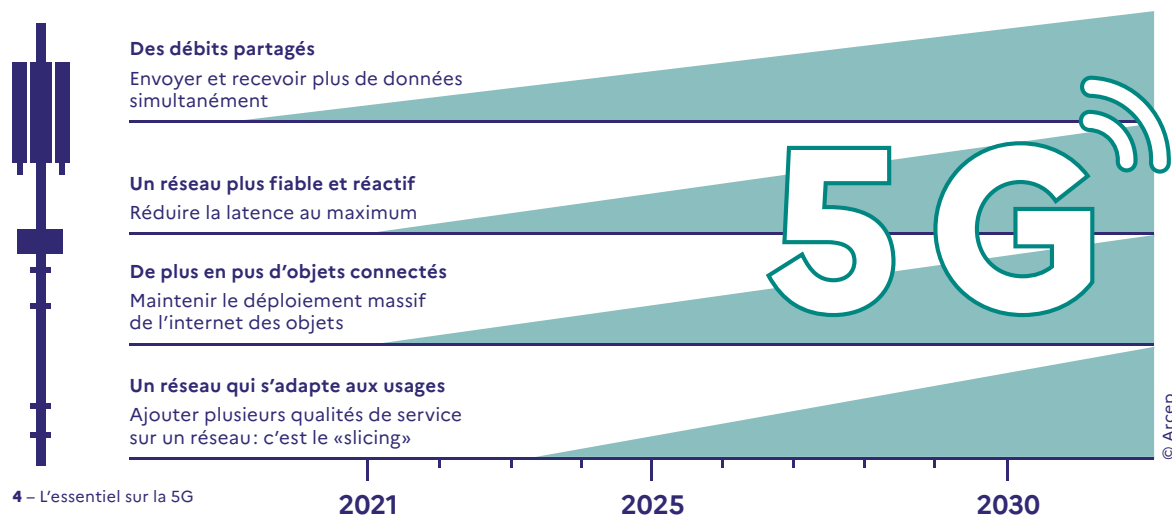 Des débits partagés
Envoyer et recevoir plus de données
simultanément
Un réseau plus fiable et réactif
Réduire la latence au maximum
De plus en pus d'objets connectés
Maintenir le déploiement massif
de l'internet des objets
Un réseau qui s'adapte aux usages
Ajouter plusieurs qualités de service
sur un réseau : c'est le «slicing»
5G
© Arcep
2021
2025
2030
4 – L'essentiel sur la 5G